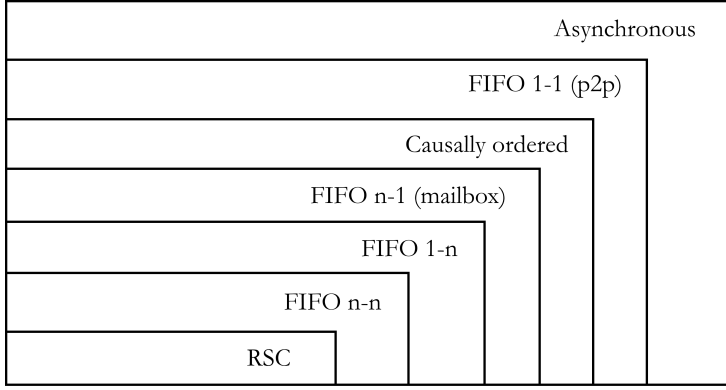 Asynchronous
FIFO 1-1 (p2p)
Causally ordered
FIFO n-1 (mailbox)
FIFO 1-n
FIFO n-n
RSC